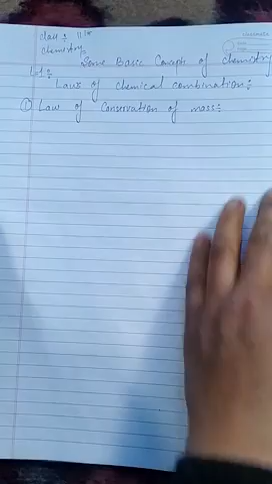 Class :- 11th
Chemistry
Some Basic Concepts of chemistry
Laws of chemical combination :-
① Law of Conservation of mass :-